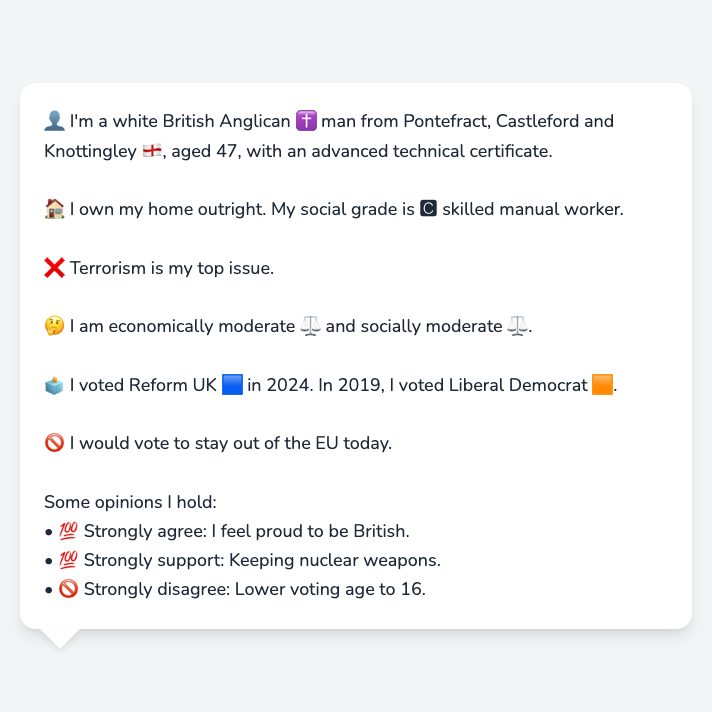 👤 I'm a white British Anglican ✝️ man from Pontefract, Castleford and
Knottingley 🏴󠁧󠁢󠁥󠁮󠁧󠁿, aged 47, with an advanced technical certificate.
🏠 I own my home outright. My social grade is 🅲 skilled manual worker.
❌ Terrorism is my top issue.
🤔 I am economically moderate ⚖️ and socially moderate ⚖️.
🗳️ I voted Reform UK 🟦 in 2024. In 2019, I voted Liberal Democrat 🟧.
🚫 I would vote to stay out of the EU today.
Some opinions I hold:
• 💯 Strongly agree: I feel proud to be British.
• 💯 Strongly support: Keeping nuclear weapons.
• 🚫 Strongly disagree: Lower voting age to 16.